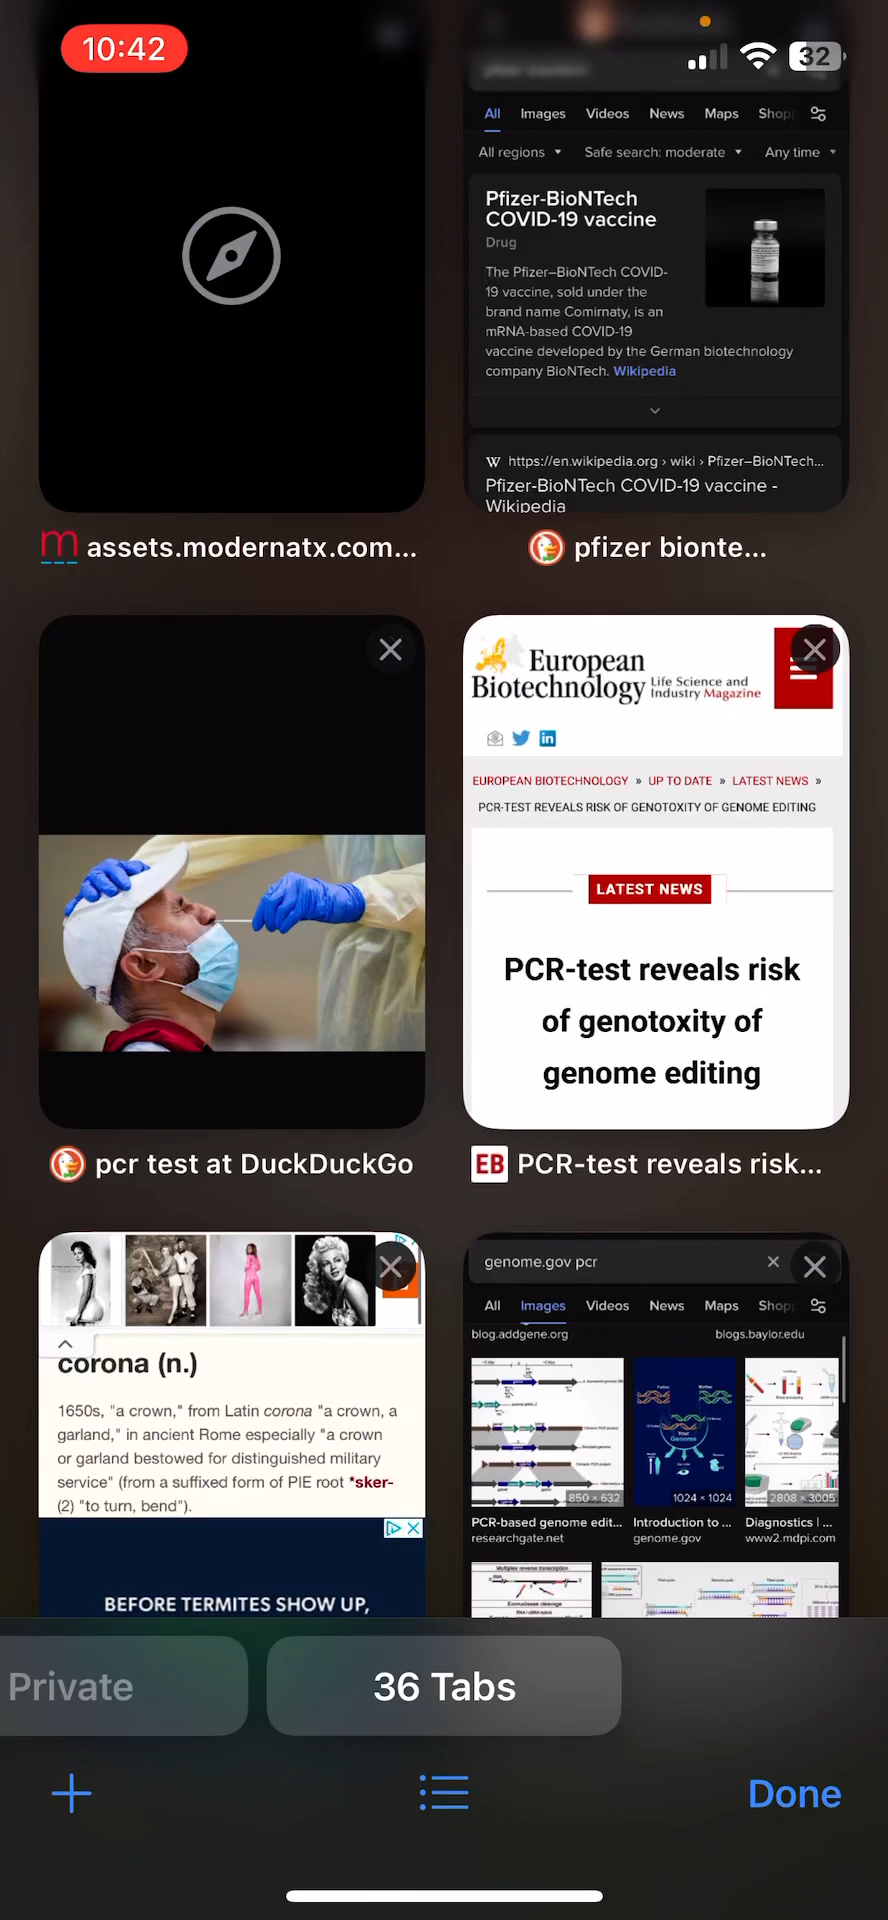 10:42
32
All Images Videos News Maps Shop
All regions Safe search: moderate Any time
Pfizer-BioNTech
COVID-19 vaccine
Drug
The Pfizer–BioNTech COVID-
19 vaccine, sold under the
brand name Comirnaty, is an
mRNA-based COVID-19
vaccine developed by the German biotechnology
company BioNTech. Wikipedia
W https://en.wikipedia.org › wiki › Pfizer–BioNTech...
Pfizer-BioNTech COVID-19 vaccine -
Wikipedia
m assets.modernatx.com...
pfizer bionte...
European
Biotechnology
Life Science and
Industry Magazine
in
EUROPEAN BIOTECHNOLOGY » UP TO DATE » LATEST NEWS »
PCR-TEST REVEALS RISK OF GENOTOXITY OF GENOME EDITING
LATEST NEWS
PCR-test reveals risk
of genotoxity of
genome editing
pcr test at DuckDuckGo
EB PCR-test reveals risk...
corona (n.)
1650s, "a crown," from Latin corona "a crown, a
garland," in ancient Rome especially "a crown
or garland bestowed for distinguished military
service" (from a suffixed form of PIE root *sker-
(2) "to turn, bend").
BEFORE TERMITES SHOW UP,
genome.gov pcr
All Images Videos News Maps Shop
blog.addgene.org blogs.baylor.edu
Your
Genome
850 × 632 1024 × 1024 2808 × 3005
PCR-based genome edit... Introduction to ... Diagnostics | ...
researchgate.net genome.gov www2.mdpi.com
Multiplex reverse transcription
Private
36 Tabs
Done